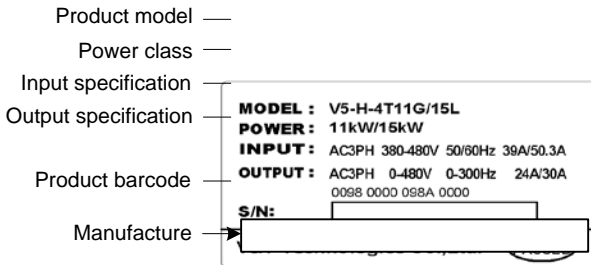 Product model
Power class
Input specification
Output specification
Product barcode
Manufacture
MODEL : V5-H-4T11G/15L
POWER : 11kW/15kW
INPUT : AC3PH 380-480V 50/60Hz 39A/50.3A
OUTPUT : AC3PH 0-480V 0-300Hz 24A/30A
0098 0000 098A 0000
S/N: